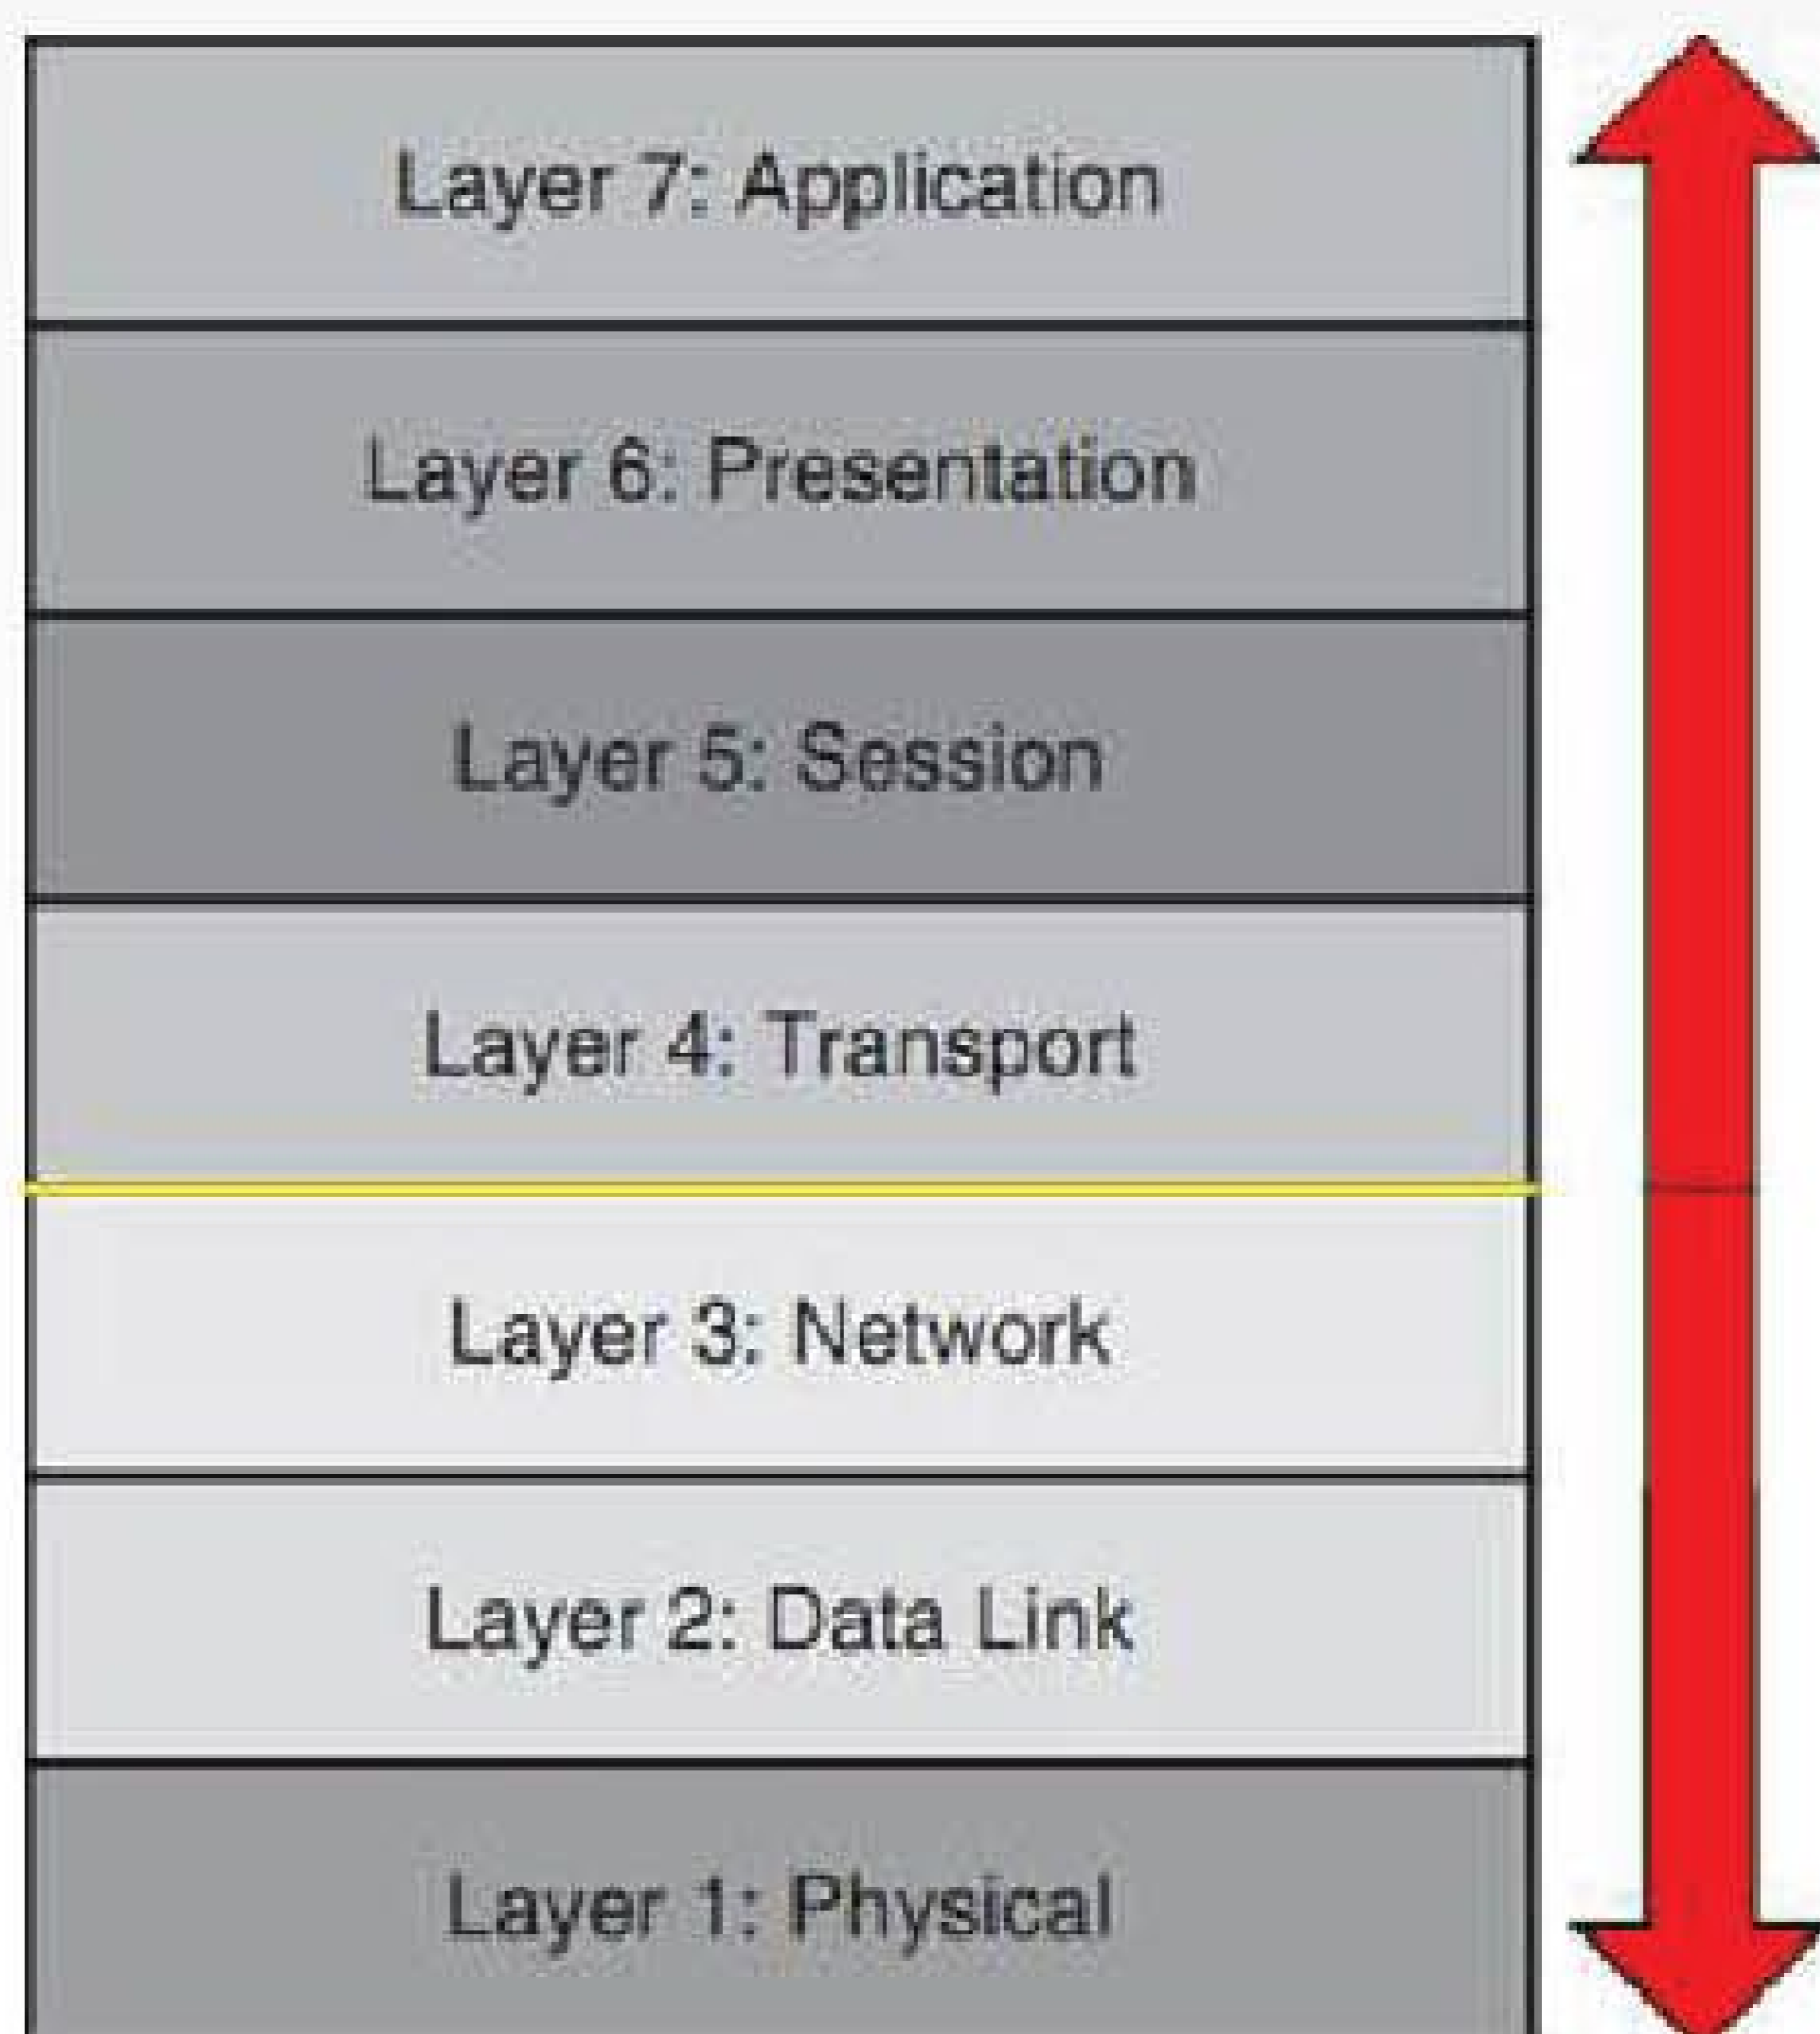 Layer 7: Application
Layer 6: Presentation
Layer 5: Session
Layer 4: Transport
Layer 3: Network
Layer 2: Data Link
Layer 1: Physical